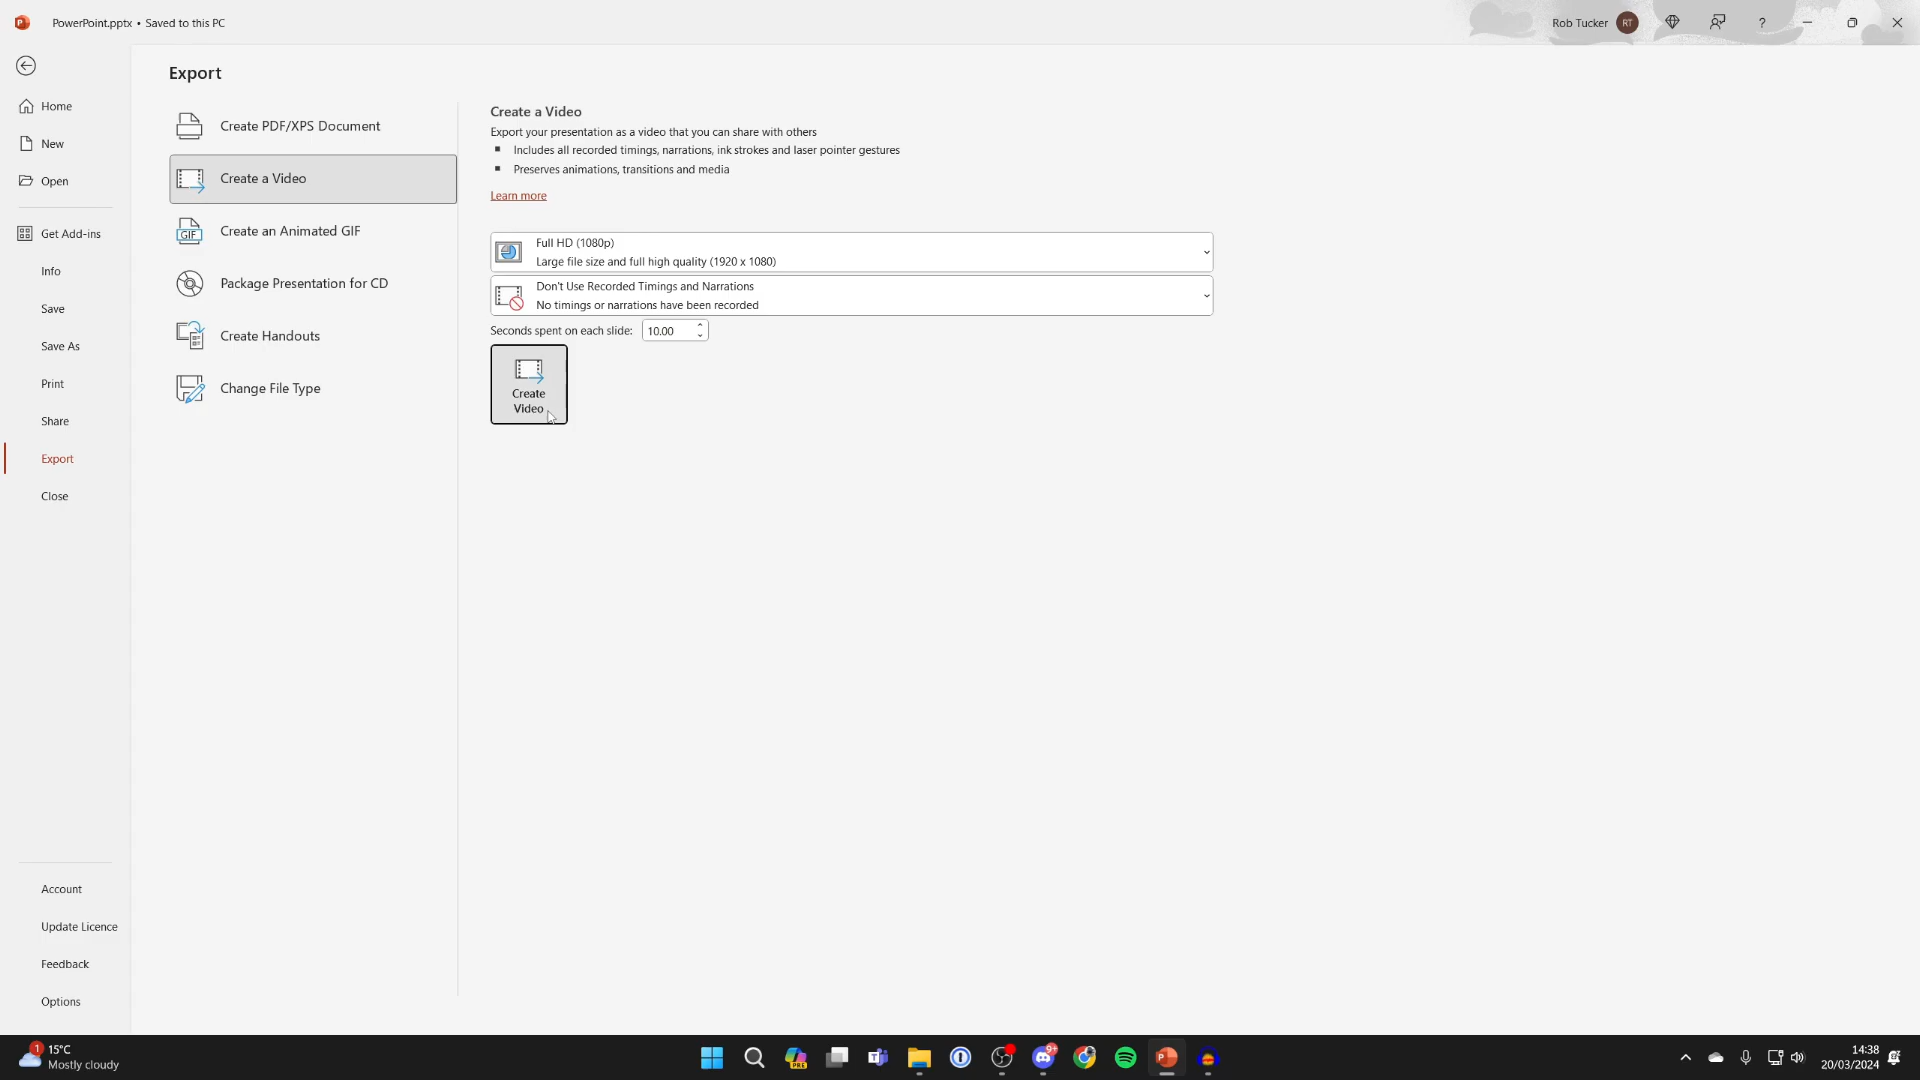 PowerPoint.pptx • Saved to this PC
Rob Tucker RT
?
Home
New
Open
Get Add-ins
Info
Save
Save As
Print
Share
Export
Close
Account
Update Licence
Feedback
Options
Export
Create PDF/XPS Document
Create a Video
GIF Create an Animated GIF
Package Presentation for CD
Create Handouts
Change File Type
Create a Video
Export your presentation as a video that you can share with others
Includes all recorded timings, narrations, ink strokes and laser pointer gestures
Preserves animations, transitions and media
Learn more
Full HD (1080p)
Large file size and full high quality (1920 x 1080)
Don't Use Recorded Timings and Narrations
No timings or narrations have been recorded
Seconds spent on each slide: 10.00
Create
Video
1 15°C
Mostly cloudy
PRE
9+
14:38
20/03/2024